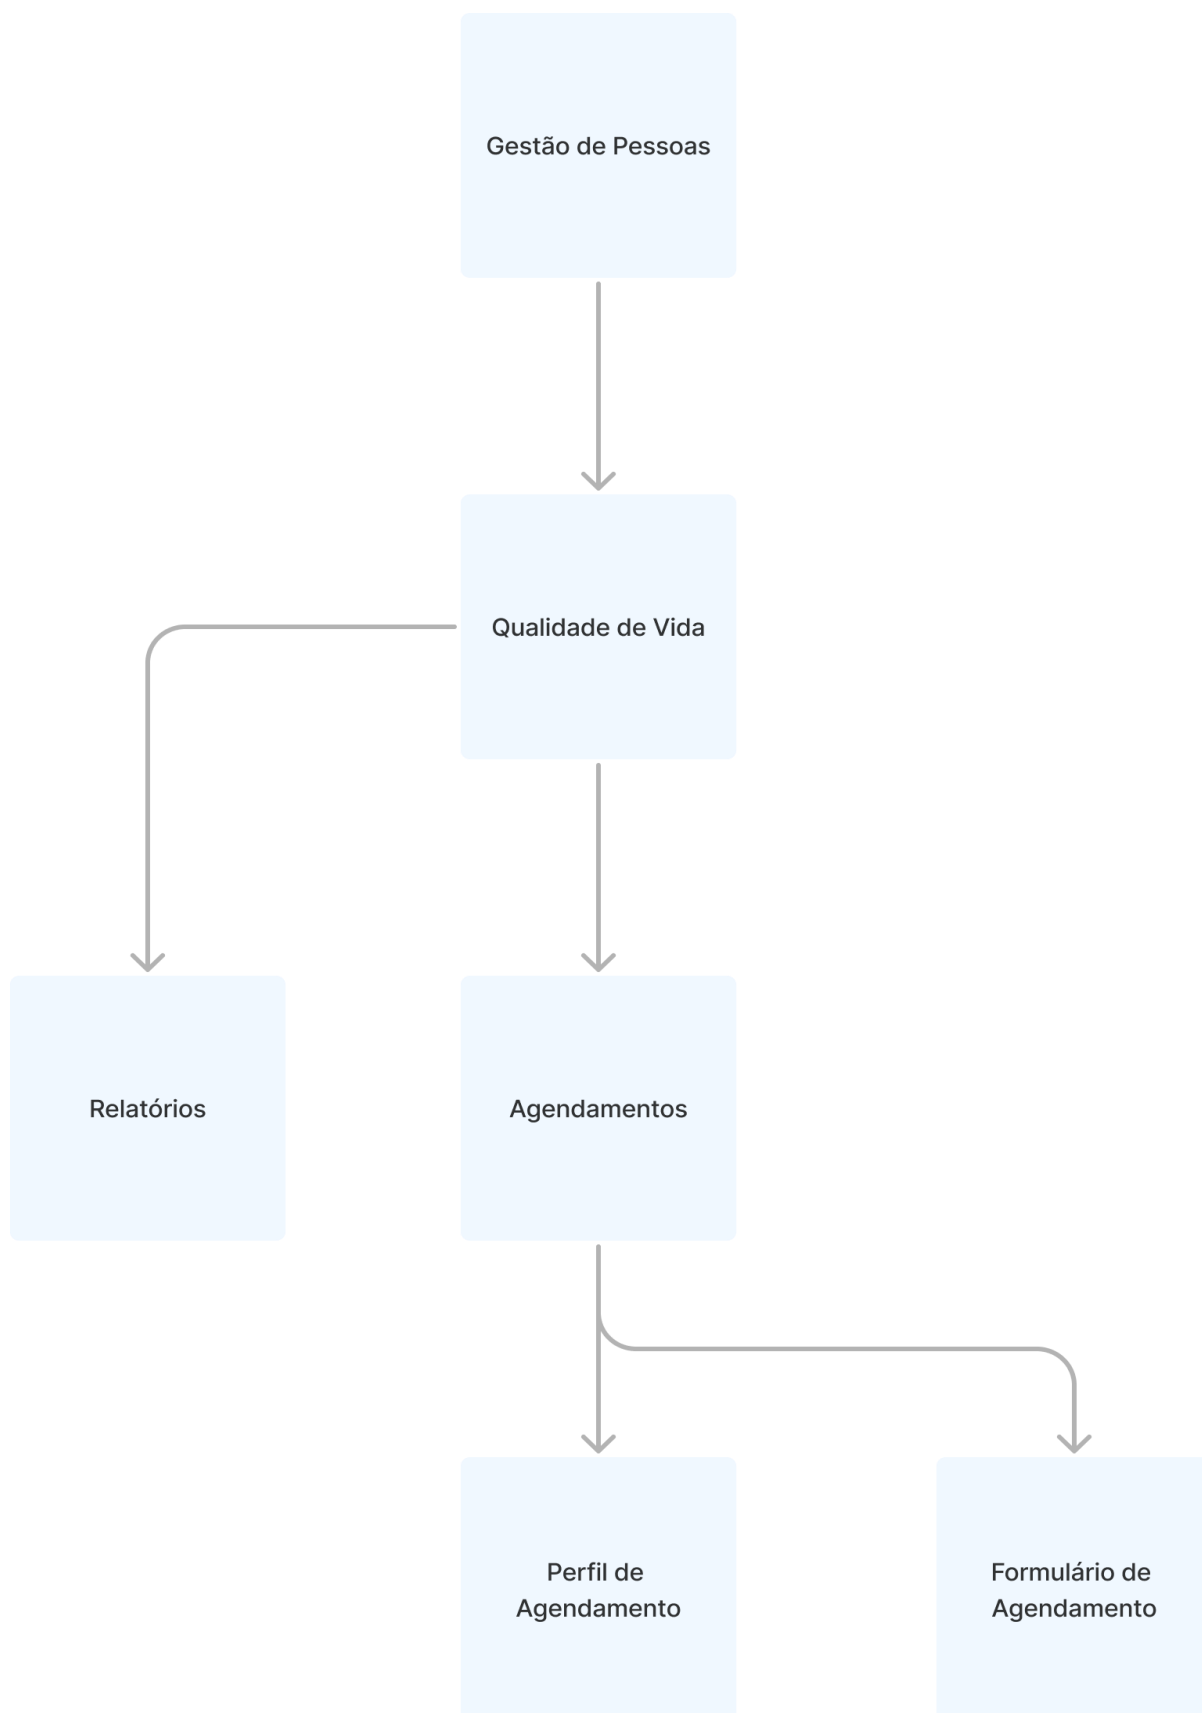 Gestão de Pessoas
Qualidade de Vida
Relatórios
Agendamentos
Perfil de
Agendamento
Formulário de
Agendamento